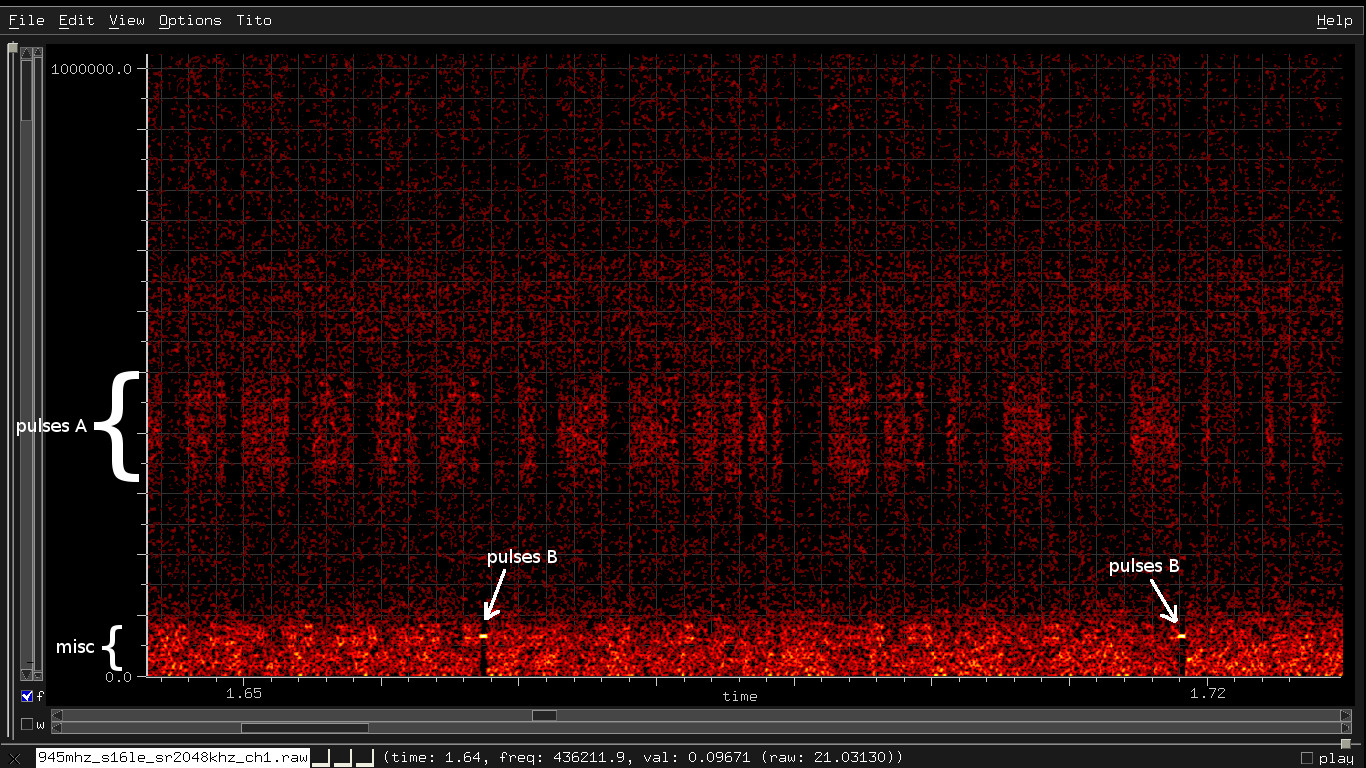 File Edit View Options Tito Help
1000000.0
pulses A
pulses B
pulses B
misc
0.0
f
1.65 time 1.72
w
945mhz_s16le_sr2048khz_ch1.raw (time: 1.64, freq: 436211.9, val: 0.09671 (raw: 21.03130)) play